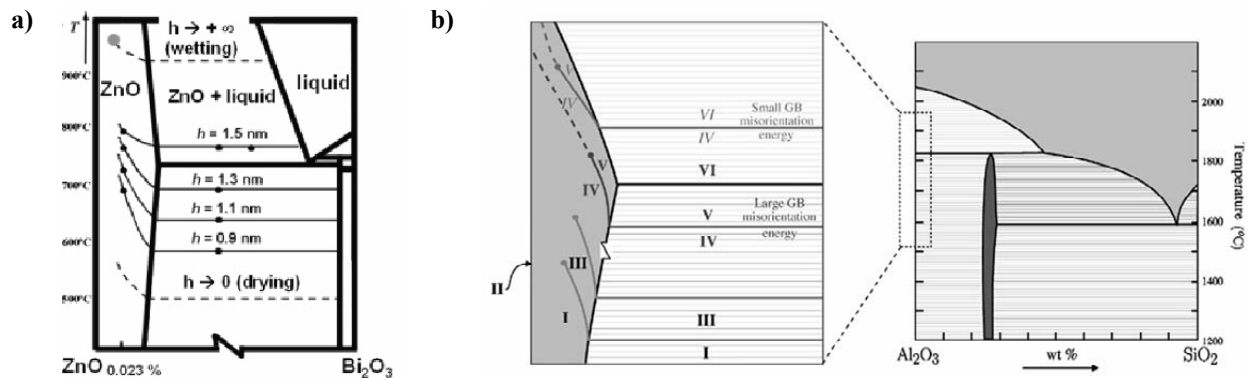 a)
T
h → + ∞
(wetting)
900°C
ZnO
liquid
ZnO + liquid
800°C
h = 1.5 nm
700°C
h = 1.3 nm
h = 1.1 nm
600°C
h = 0.9 nm
h → 0 (drying)
500°C
ZnO 0.023 % Bi₂O₃
b)
V
IV
VI
Small GB
misorientation
energy
IV
V
VI
IV
V
Large GB
misorientation
energy
IV
II
III
III
I
I
2000
1800
1600
1400
1200
Temperature (°C)
Al₂O₃
wt %
SiO₂